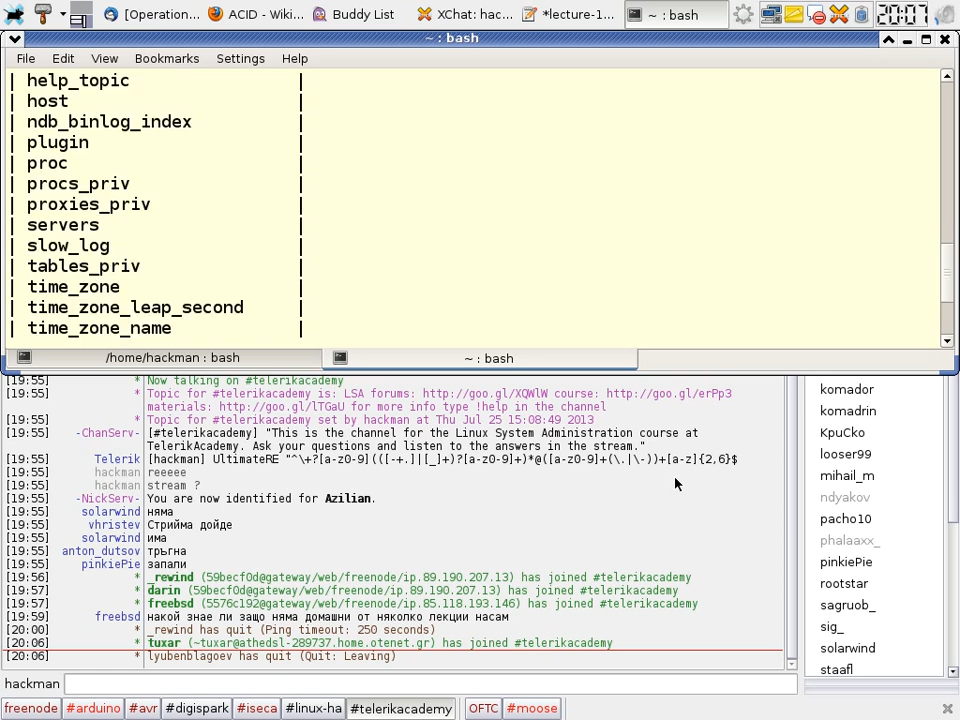 [Operation...
ACID - Wiki...
Buddy List
XChat: hac...
*lecture-1...
~ : bash
20:07
~ : bash
File Edit View Bookmarks Settings Help
| help_topic |
| host |
| ndb_binlog_index |
| plugin |
| proc |
| procs_priv |
| proxies_priv |
| servers |
| slow_log |
| tables_priv |
| time_zone |
| time_zone_leap_second |
| time_zone_name |
/home/hackman : bash
~ : bash
[19:55] * Now talking on #telerikacademy
[19:55] * Topic for #telerikacademy is: LSA forums: http://goo.gl/XQWlW course: http://goo.gl/erPp3
materials: http://goo.gl/lTGaU for more info type !help in the channel
[19:55] * Topic for #telerikacademy set by hackman at Thu Jul 25 15:08:49 2013
[19:55] -ChanServ- [#telerikacademy] "This is the channel for the Linux System Administration course at
TelerikAcademy. Ask your questions and listen to the answers in the stream."
[19:55] Telerik [hackman] UltimateRE "^\+?[a-z0-9](([-+.]|[_]+)?[a-z0-9]+)*@([a-z0-9]+(\.|\-))+[a-z]{2,6}$
[19:55] hackman reeeee
[19:55] hackman stream ?
[19:55] -NickServ- You are now identified for Azilian.
[19:55] solarwind няма
[19:55] vhristev Стрийма дойде
[19:55] solarwind има
[19:55] anton_dutsov тръгна
[19:55] pinkiePie запали
[19:56] * _rewind (59becf0d@gateway/web/freenode/ip.89.190.207.13) has joined #telerikacademy
[19:57] * darin (59becf0d@gateway/web/freenode/ip.89.190.207.13) has joined #telerikacademy
[19:57] * freebsd (5576c192@gateway/web/freenode/ip.85.118.193.146) has joined #telerikacademy
[19:59] freebsd накой знае ли защо няма домашни от няколко лекции насам
[20:00] * _rewind has quit (Ping timeout: 250 seconds)
[20:06] * tuxar (~tuxar@athedsl-289737.home.otenet.gr) has joined #telerikacademy
[20:06] * lyubenblagoev has quit (Quit: Leaving)
komador
komadrin
KpuCko
looser99
mihail_m
ndyakov
pacho10
phalaaxx_
pinkiePie
rootstar
sagruob_
sig_
solarwind
staafl
hackman
freenode #arduino #avr #digispark #iseca #linux-ha #telerikacademy OFTC #moose